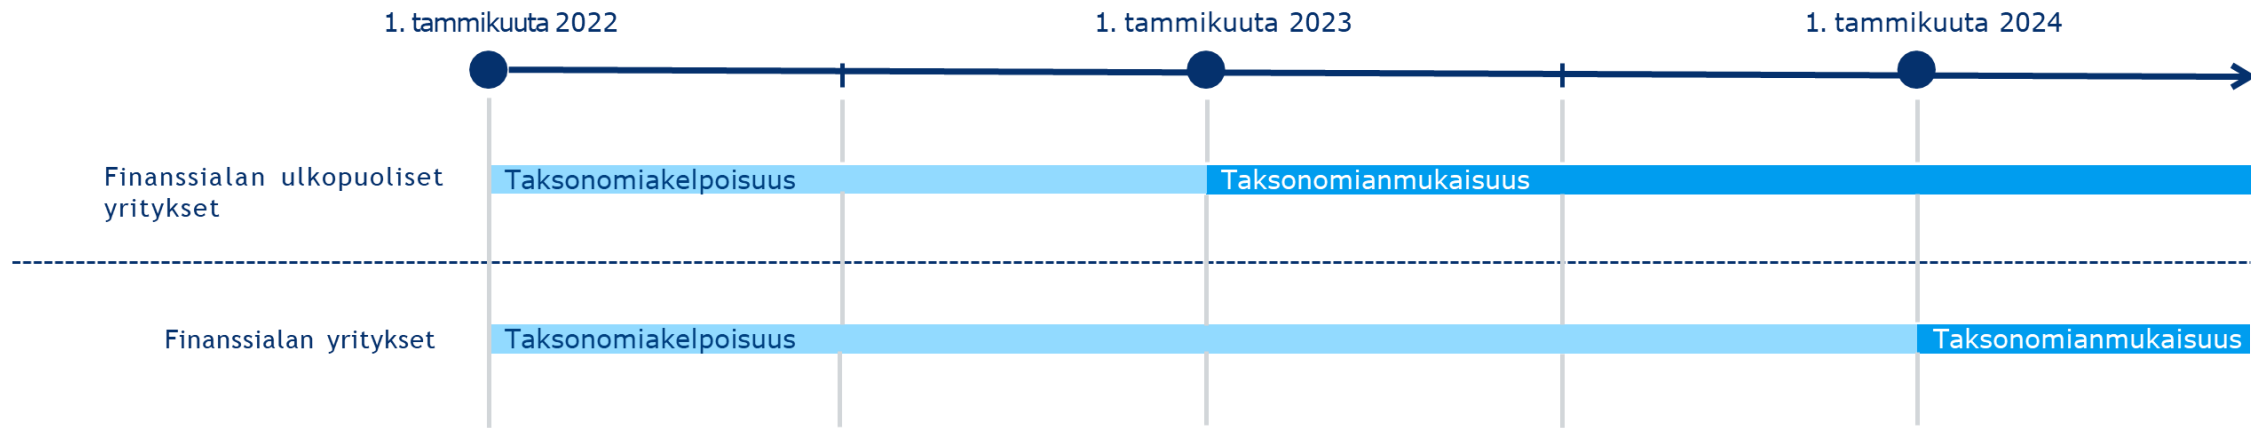 1. tammikuuta 2022
1. tammikuuta 2023
1. tammikuuta 2024
Finanssialan ulkopuoliset
yritykset
Taksonomiakelpoisuus
Taksonomianmukaisuus
Finanssialan yritykset
Taksonomiakelpoisuus
Taksonomianmukaisuus